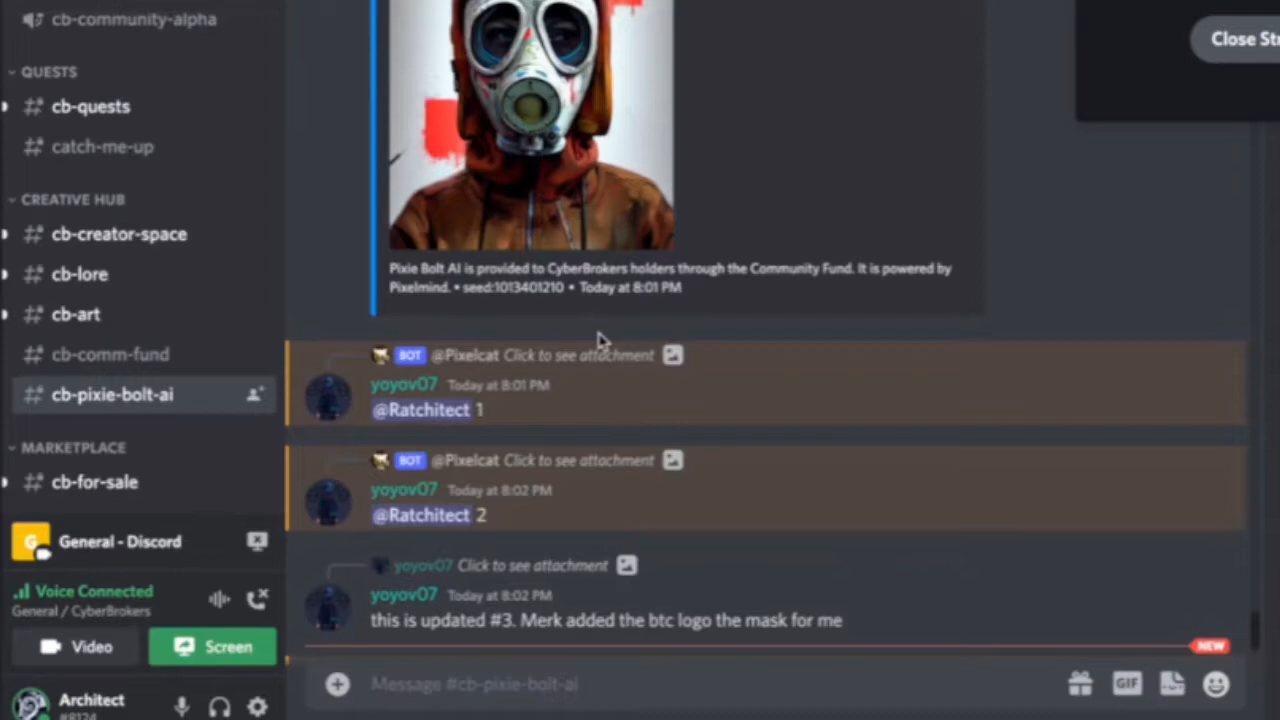 cb-community-alpha
QUESTS
cb-quests
catch-me-up
CREATIVE HUB
cb-creator-space
cb-lore
cb-art
cb-comm-fund
cb-pixie-bolt-ai
MARKETPLACE
cb-for-sale
G General - Discord
Voice Connected
General / CyberBrokers
Video Screen
Architect
#8124
Close Str
Pixie Bolt AI is provided to CyberBrokers holders through the Community Fund. It is powered by
Pixelmind. • seed:1013401210 • Today at 8:01 PM
BOT @Pixelcat Click to see attachment
yoyov07 Today at 8:01 PM
@Ratchitect 1
BOT @Pixelcat Click to see attachment
yoyov07 Today at 8:02 PM
@Ratchitect 2
yoyov07 Click to see attachment
yoyov07 Today at 8:02 PM
this is updated #3. Merk added the btc logo the mask for me
NEW
Message #cb-pixie-bolt-ai
GIF